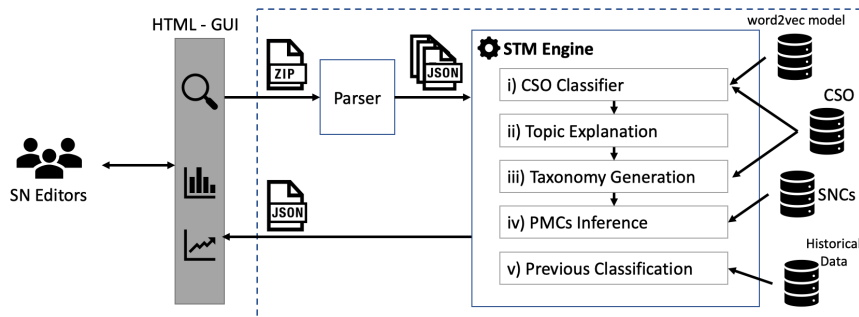 word2vec model
HTML - GUI
STM Engine
ZIP
JSON
Parser
i) CSO Classifier
CSO
ii) Topic Explanation
iii) Taxonomy Generation
SN Editors
JSON
SNCs
iv) PMCs Inference
Historical
Data
v) Previous Classification